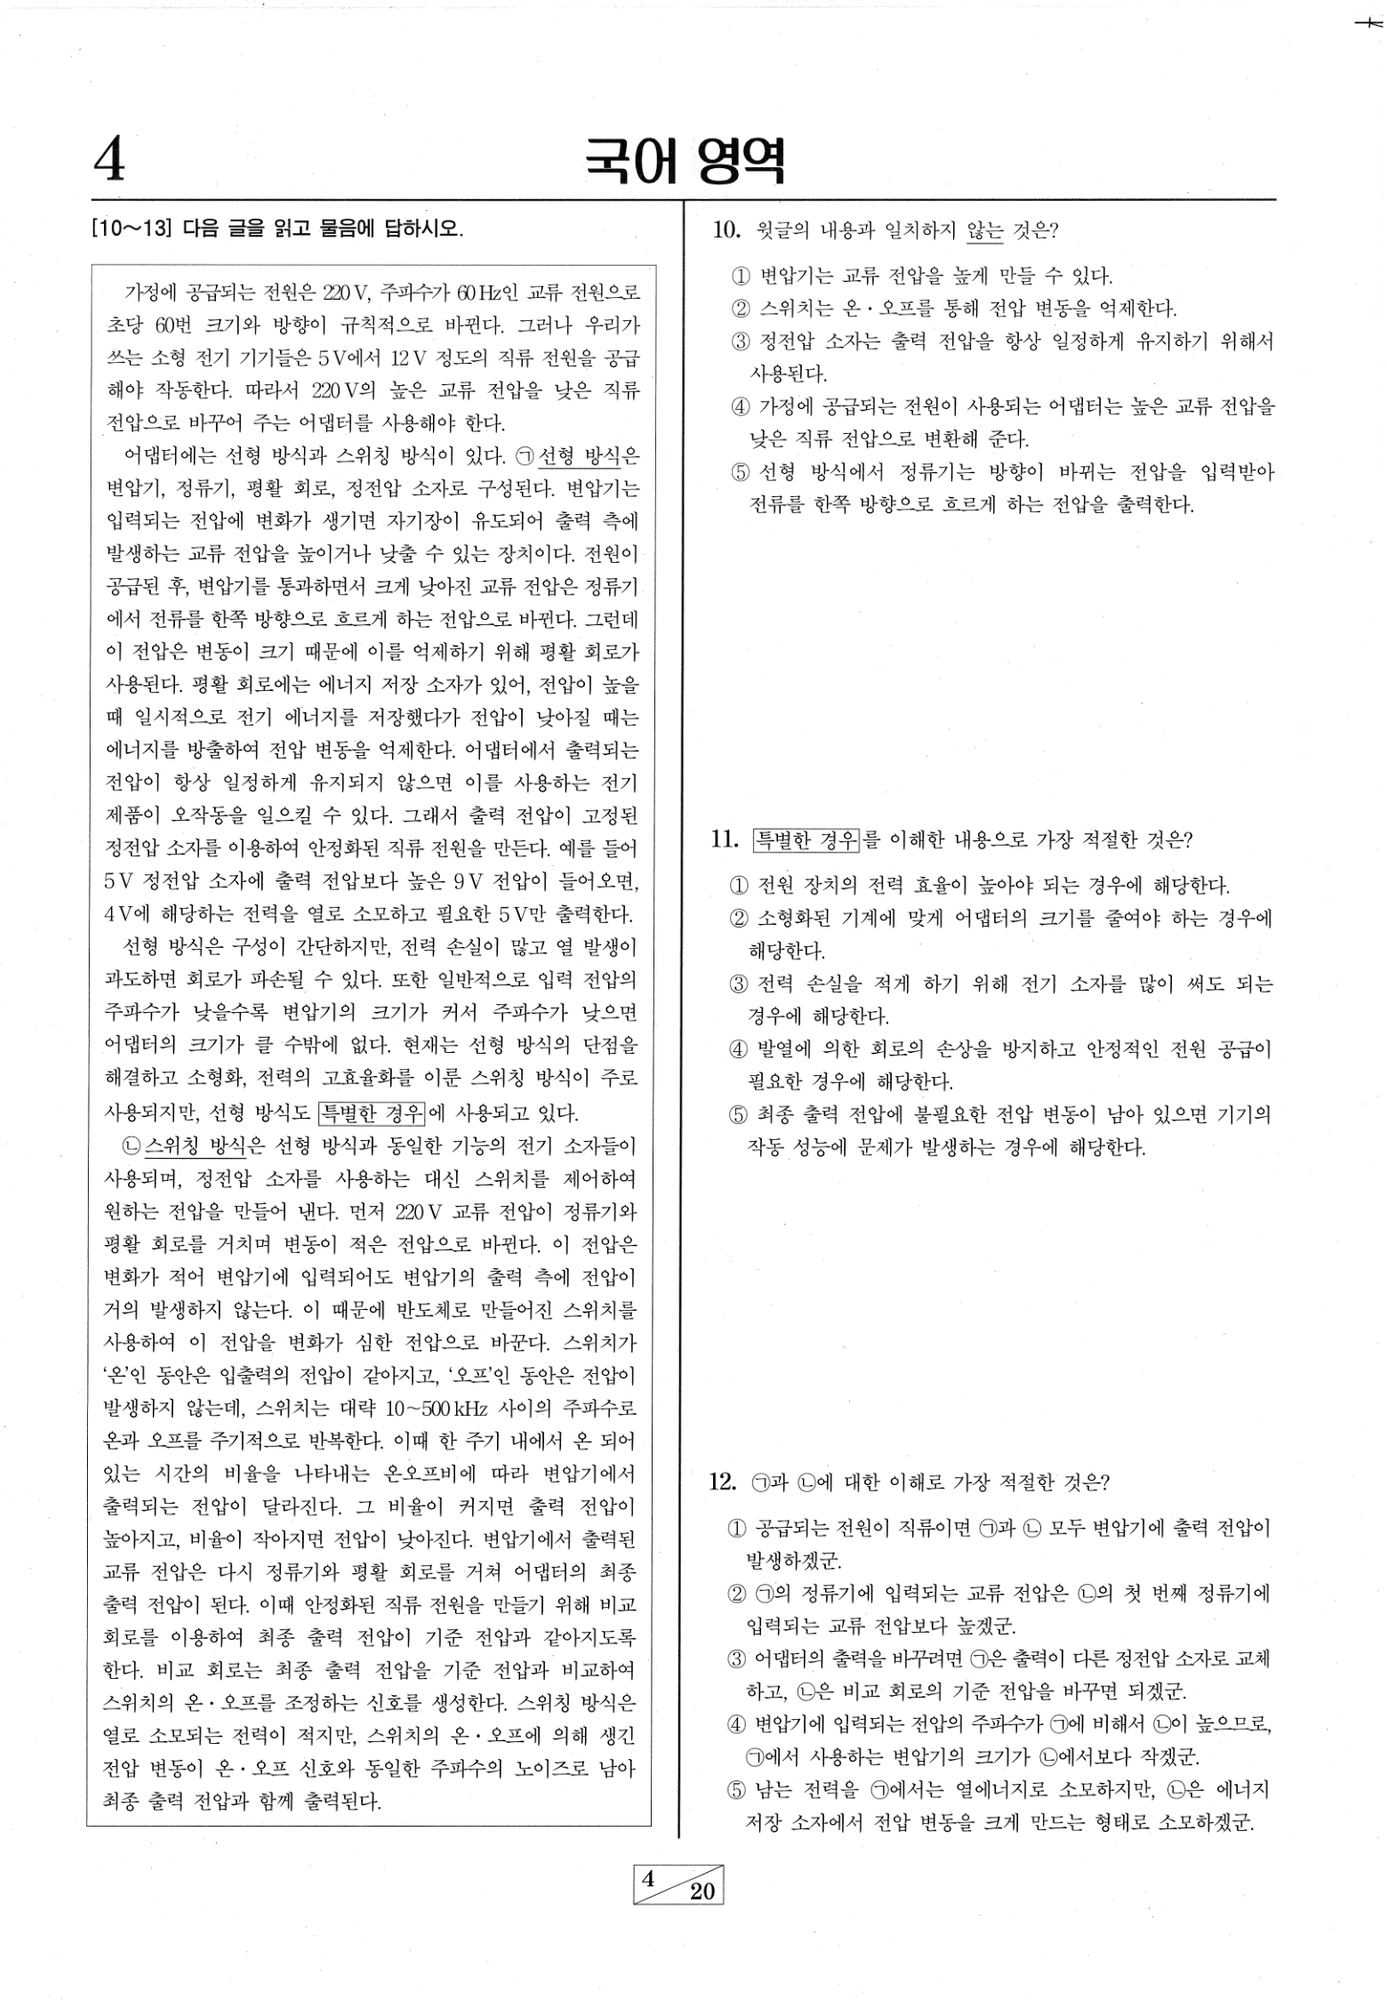 4
국어 영역
[10~13] 다음 글을 읽고 물음에 답하시오.
가정에 공급되는 전원은 220 V, 주파수가 60 Hz인 교류 전원으로
초당 60번 크기와 방향이 규칙적으로 바뀐다. 그러나 우리가
쓰는 소형 전기 기기들은 5 V에서 12 V 정도의 직류 전원을 공급
해야 작동한다. 따라서 220 V의 높은 교류 전압을 낮은 직류
전압으로 바꾸어 주는 어댑터를 사용해야 한다.
어댑터에는 선형 방식과 스위칭 방식이 있다. ㉠ 선형 방식은
변압기, 정류기, 평활 회로, 정전압 소자로 구성된다. 변압기는
입력되는 전압에 변화가 생기면 자기장이 유도되어 출력 측에
발생하는 교류 전압을 높이거나 낮출 수 있는 장치이다. 전원이
공급된 후, 변압기를 통과하면서 크게 낮아진 교류 전압은 정류기
에서 전류를 한쪽 방향으로 흐르게 하는 전압으로 바뀐다. 그런데
이 전압은 변동이 크기 때문에 이를 억제하기 위해 평활 회로가
사용된다. 평활 회로에는 에너지 저장 소자가 있어, 전압이 높을
때 일시적으로 전기 에너지를 저장했다가 전압이 낮아질 때는
에너지를 방출하여 전압 변동을 억제한다. 어댑터에서 출력되는
전압이 항상 일정하게 유지되지 않으면 이를 사용하는 전기
제품이 오작동을 일으킬 수 있다. 그래서 출력 전압이 고정된
정전압 소자를 이용하여 안정화된 직류 전원을 만든다. 예를 들어
5 V 정전압 소자에 출력 전압보다 높은 9 V 전압이 들어오면,
4 V에 해당하는 전력을 열로 소모하고 필요한 5 V만 출력한다.
선형 방식은 구성이 간단하지만, 전력 손실이 많고 열 발생이
과도하면 회로가 파손될 수 있다. 또한 일반적으로 입력 전압의
주파수가 낮을수록 변압기의 크기가 커서 주파수가 낮으면
어댑터의 크기가 클 수밖에 없다. 현재는 선형 방식의 단점을
해결하고 소형화, 전력의 고효율화를 이룬 스위칭 방식이 주로
사용되지만, 선형 방식도 특별한 경우에 사용되고 있다.
㉡ 스위칭 방식은 선형 방식과 동일한 기능의 전기 소자들이
사용되며, 정전압 소자를 사용하는 대신 스위치를 제어하여
원하는 전압을 만들어 낸다. 먼저 220 V 교류 전압이 정류기와
평활 회로를 거치며 변동이 적은 전압으로 바뀐다. 이 전압은
변화가 적어 변압기에 입력되어도 변압기의 출력 측에 전압이
거의 발생하지 않는다. 이 때문에 반도체로 만들어진 스위치를
사용하여 이 전압을 변화가 심한 전압으로 바꾼다. 스위치가
‘온’인 동안은 입출력의 전압이 같아지고, ‘오프’인 동안은 전압이
발생하지 않는데, 스위치는 대략 10~500 kHz 사이의 주파수로
온과 오프를 주기적으로 반복한다. 이때 한 주기 내에서 온 되어
있는 시간의 비율을 나타내는 온오프비에 따라 변압기에서
출력되는 전압이 달라진다. 그 비율이 커지면 출력 전압이
높아지고, 비율이 작아지면 전압이 낮아진다. 변압기에서 출력된
교류 전압은 다시 정류기와 평활 회로를 거쳐 어댑터의 최종
출력 전압이 된다. 이때 안정화된 직류 전원을 만들기 위해 비교
회로를 이용하여 최종 출력 전압이 기준 전압과 같아지도록
한다. 비교 회로는 최종 출력 전압을 기준 전압과 비교하여
스위치의 온·오프를 조정하는 신호를 생성한다. 스위칭 방식은
열로 소모되는 전력이 적지만, 스위치의 온·오프에 의해 생긴
전압 변동이 온·오프 신호와 동일한 주파수의 노이즈로 남아
최종 출력 전압과 함께 출력된다.
10. 윗글의 내용과 일치하지 않는 것은?
① 변압기는 교류 전압을 높게 만들 수 있다.
② 스위치는 온·오프를 통해 전압 변동을 억제한다.
③ 정전압 소자는 출력 전압을 항상 일정하게 유지하기 위해서
사용된다.
④ 가정에 공급되는 전원이 사용되는 어댑터는 높은 교류 전압을
낮은 직류 전압으로 변환해 준다.
⑤ 선형 방식에서 정류기는 방향이 바뀌는 전압을 입력받아
전류를 한쪽 방향으로 흐르게 하는 전압을 출력한다.
11. 특별한 경우를 이해한 내용으로 가장 적절한 것은?
① 전원 장치의 전력 효율이 높아야 되는 경우에 해당한다.
② 소형화된 기계에 맞게 어댑터의 크기를 줄여야 하는 경우에
해당한다.
③ 전력 손실을 적게 하기 위해 전기 소자를 많이 써도 되는
경우에 해당한다.
④ 발열에 의한 회로의 손상을 방지하고 안정적인 전원 공급이
필요한 경우에 해당한다.
⑤ 최종 출력 전압에 불필요한 전압 변동이 남아 있으면 기기의
작동 성능에 문제가 발생하는 경우에 해당한다.
12. ㉠과 ㉡에 대한 이해로 가장 적절한 것은?
① 공급되는 전원이 직류이면 ㉠과 ㉡ 모두 변압기에 출력 전압이
발생하겠군.
② ㉠의 정류기에 입력되는 교류 전압은 ㉡의 첫 번째 정류기에
입력되는 교류 전압보다 높겠군.
③ 어댑터의 출력을 바꾸려면 ㉠은 출력이 다른 정전압 소자로 교체
하고, ㉡은 비교 회로의 기준 전압을 바꾸면 되겠군.
④ 변압기에 입력되는 전압의 주파수가 ㉠에 비해서 ㉡이 높으므로,
㉠에서 사용하는 변압기의 크기가 ㉡에서보다 작겠군.
⑤ 남는 전력을 ㉠에서는 열에너지로 소모하지만, ㉡은 에너지
저장 소자에서 전압 변동을 크게 만드는 형태로 소모하겠군.
4
20